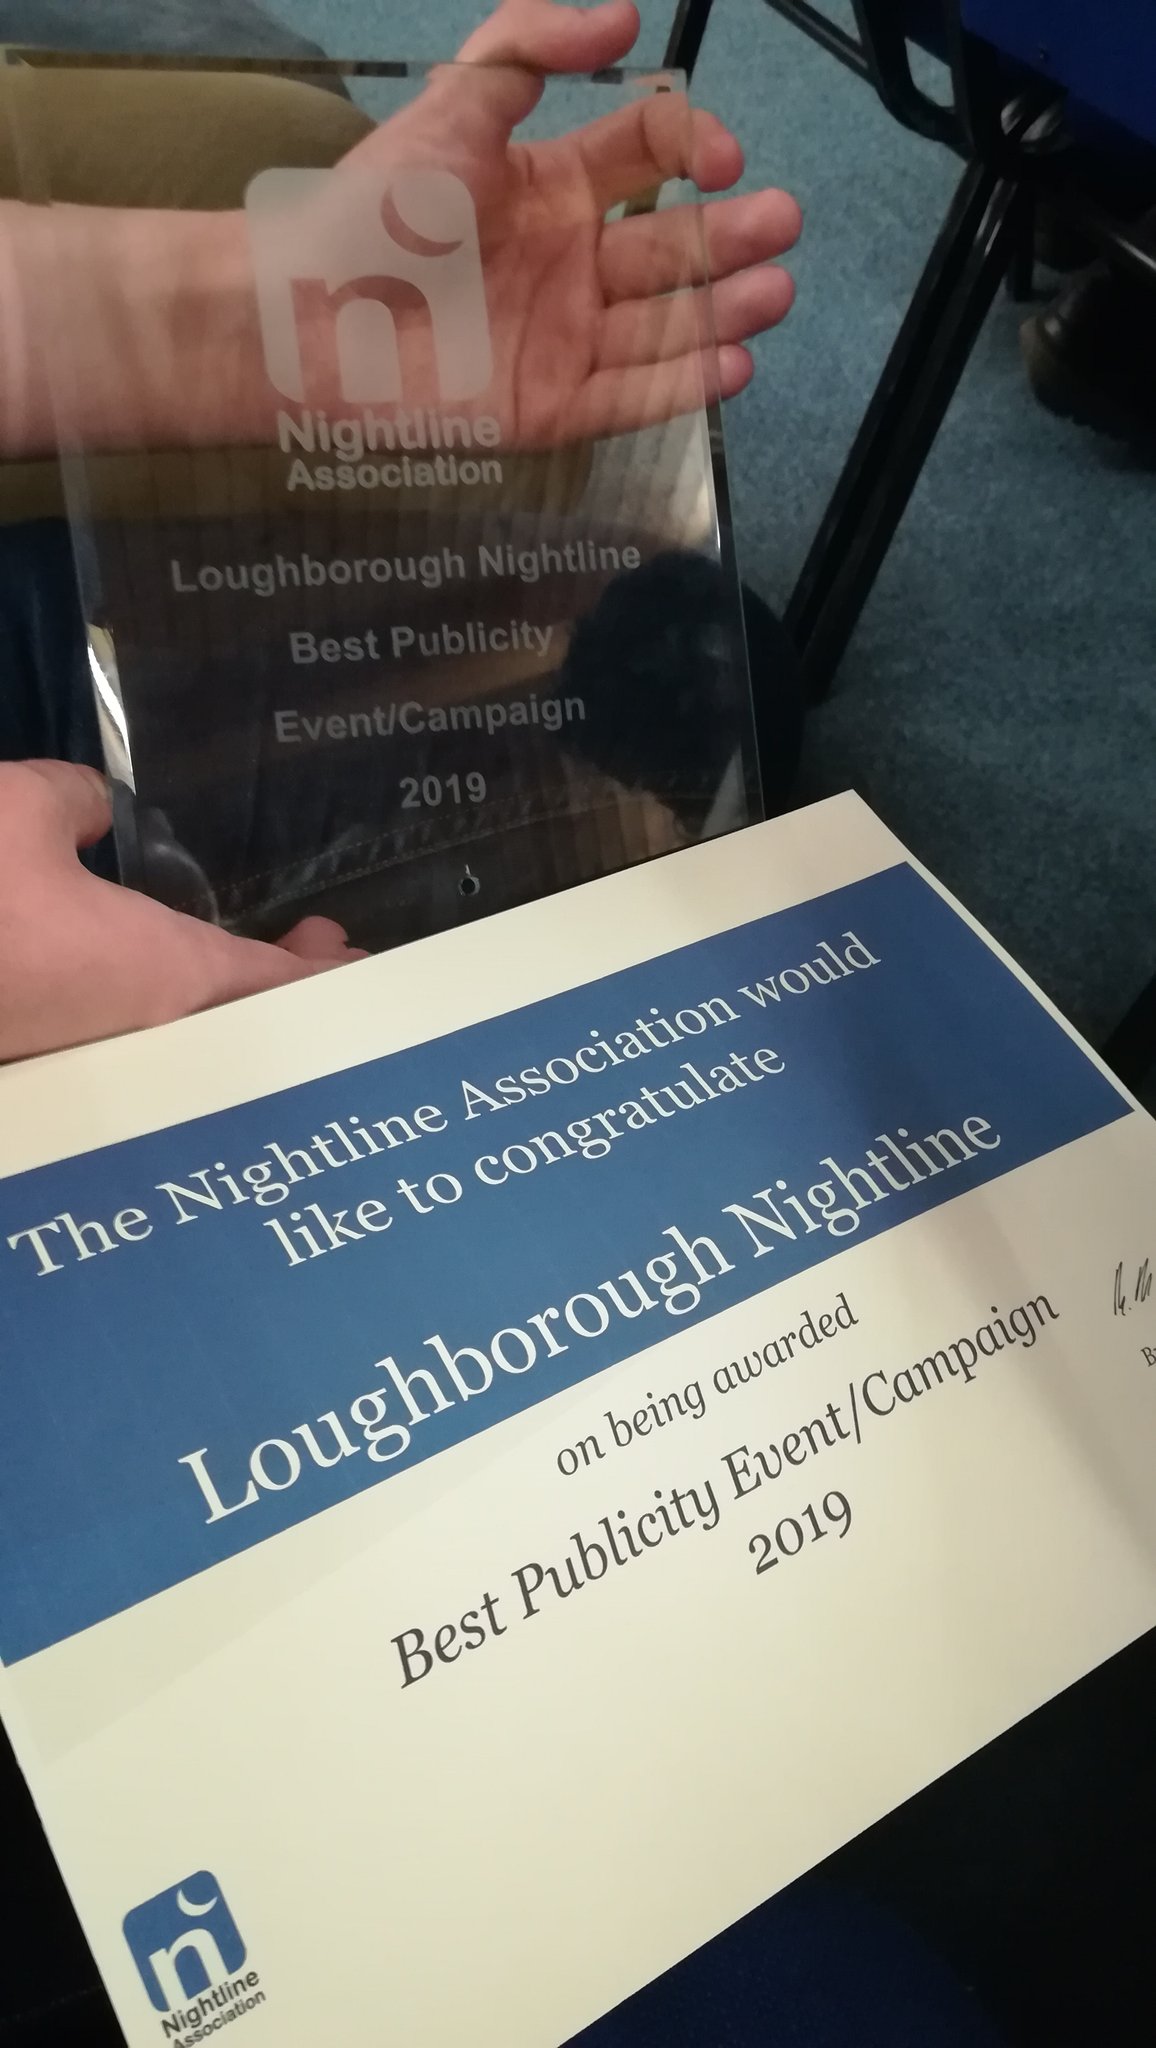 n
Nightline
Association
Loughborough Nightline
Best Publicity
Event/Campaign
2019
The Nightline Association would
like to congratulate
Loughborough Nightline
on being awarded
Best Publicity Event/Campaign
2019
n
Nightline
Association